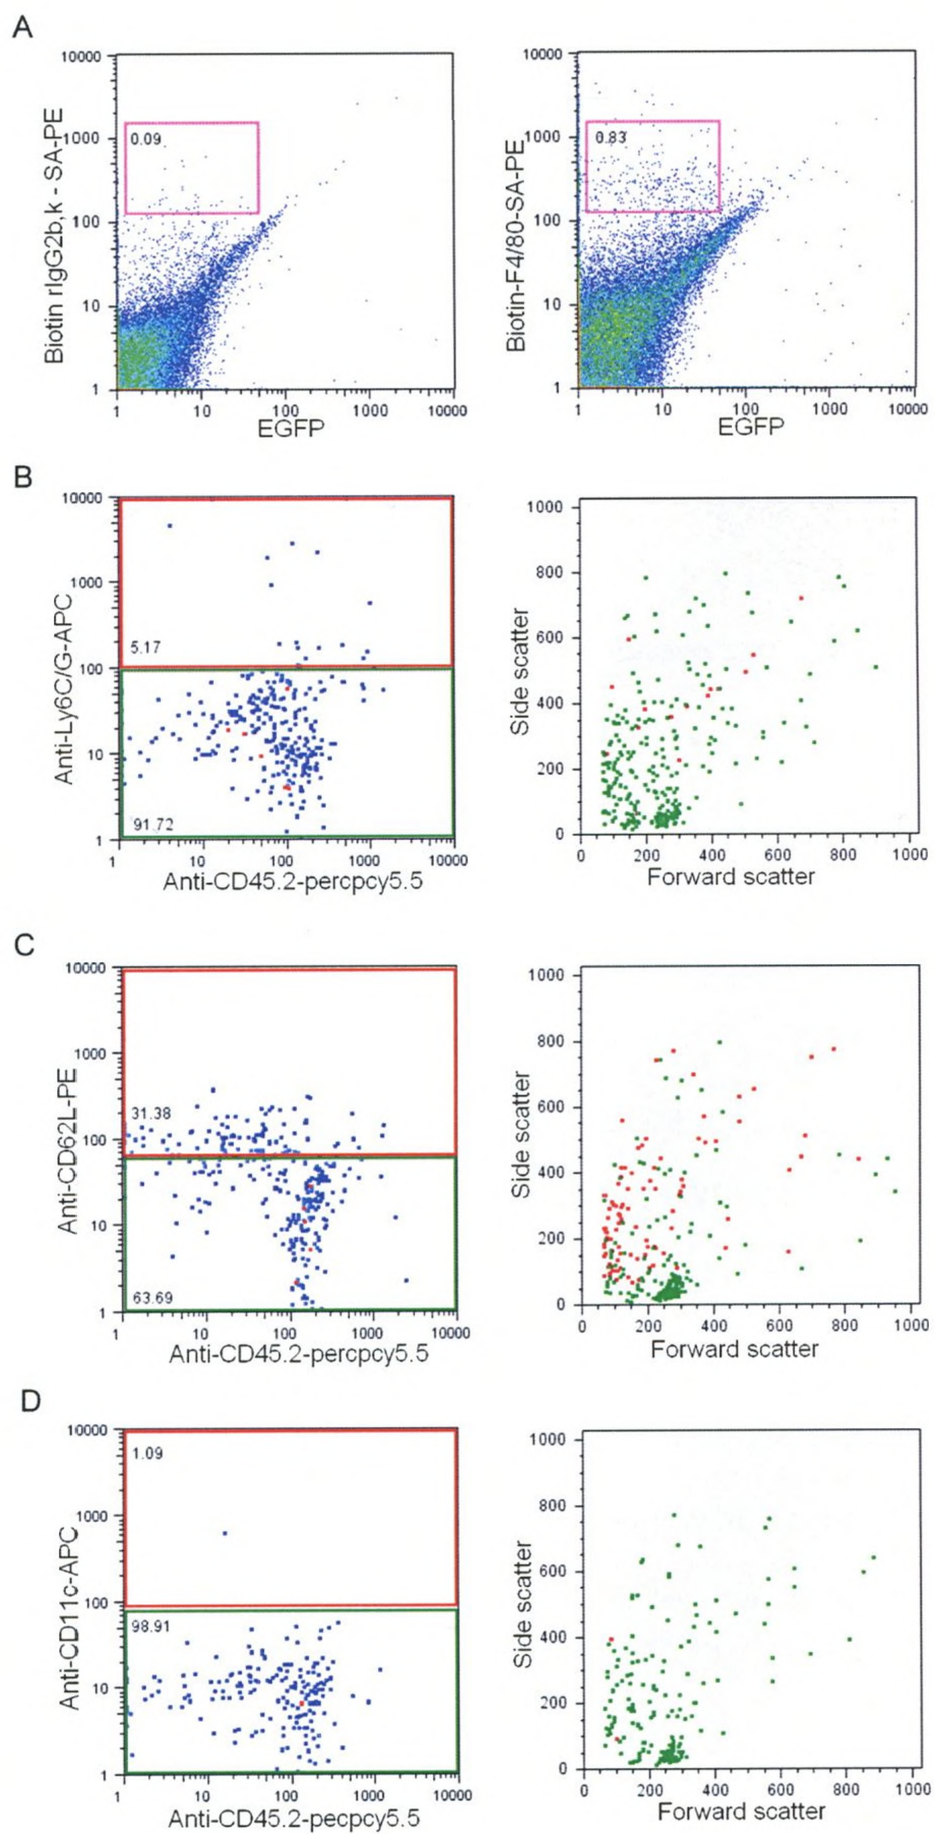 A
10000
1000
100
10
1
0.09
Biotin rIgG2b,k - SA-PE
1 10 100 1000 10000
EGFP
10000
1000
100
10
1
0.83
Biotin-F4/80-SA-PE
1 10 100 1000 10000
EGFP
B
10000
1000
100
10
1
5.17
91.72
Anti-Ly6C/G-APC
1 10 100 1000 10000
Anti-CD45.2-percpcy5.5
1000
800
600
400
200
0
Side scatter
0 200 400 600 800 1000
Forward scatter
C
10000
1000
100
10
1
31.38
63.69
Anti-CD62L-PE
1 10 100 1000 10000
Anti-CD45.2-percpcy5.5
1000
800
600
400
200
0
Side scatter
0 200 400 600 800 1000
Forward scatter
D
10000
1000
100
10
1
1.09
98.91
Anti-CD11c-APC
1 10 100 1000 10000
Anti-CD45.2-pecpcy5.5
1000
800
600
400
200
0
Side scatter
0 200 400 600 800 1000
Forward scatter